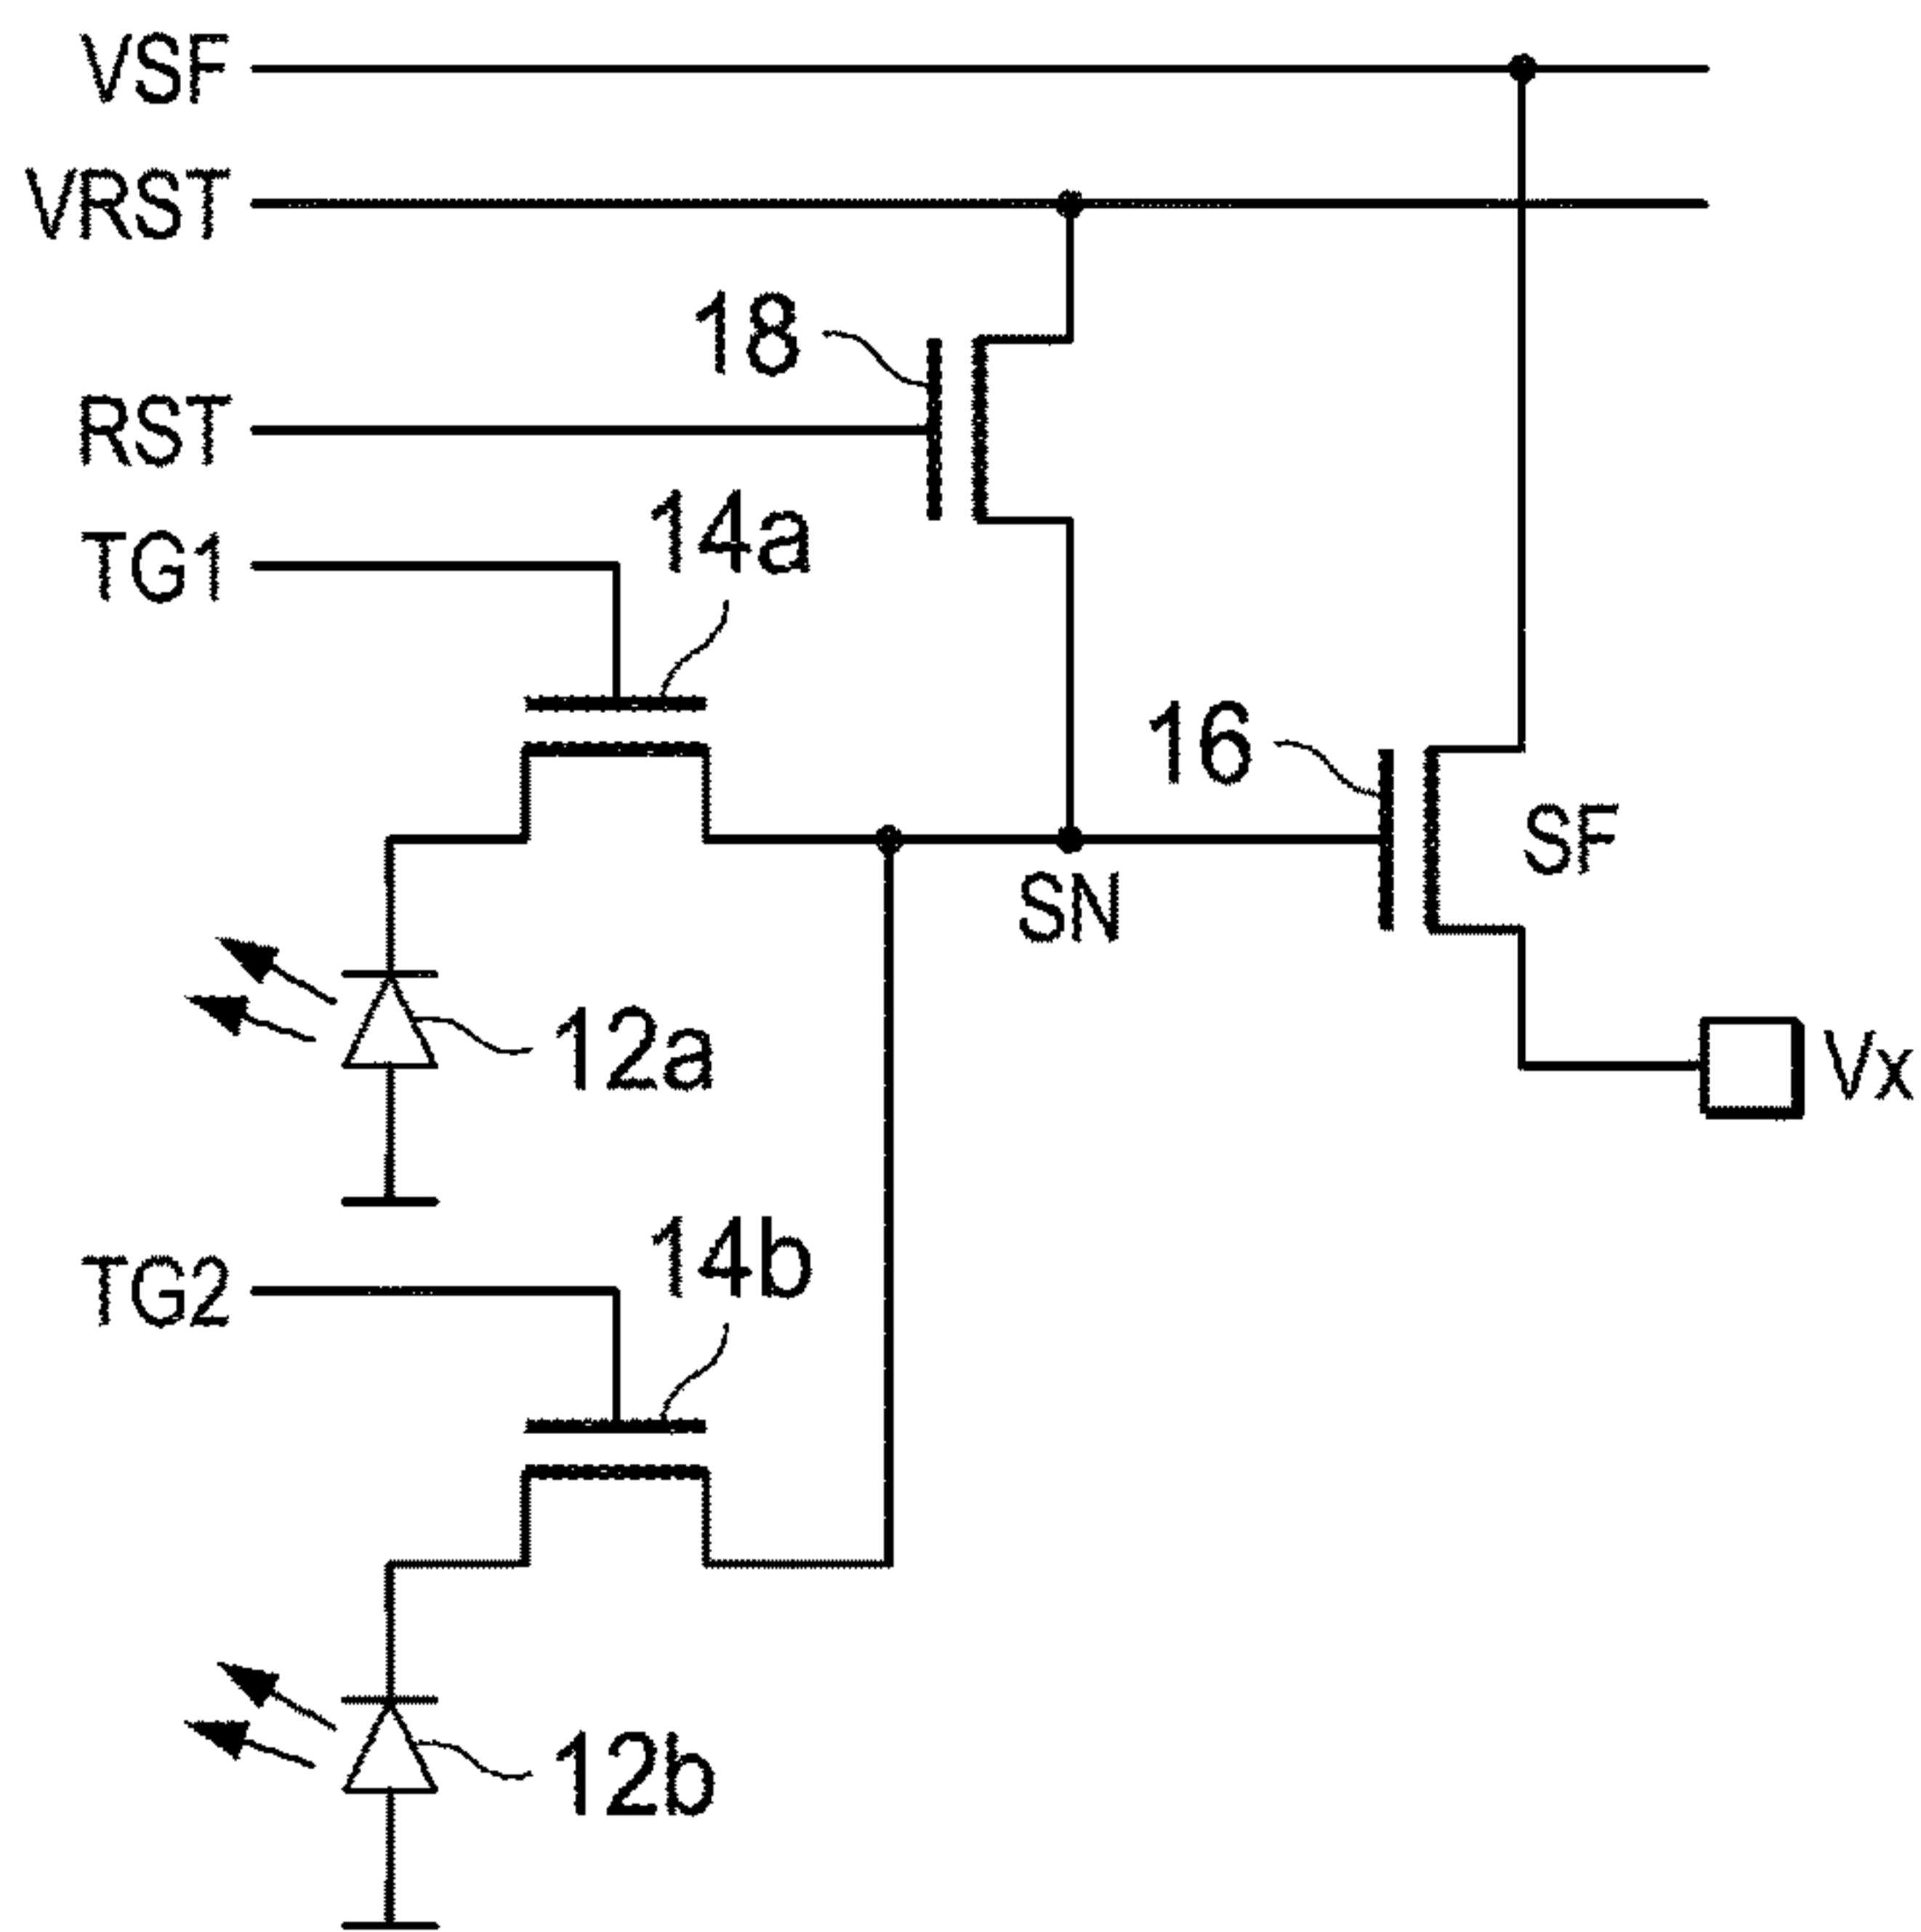 VSF
VRST
18
RST
14a
TG1
16
SF
SN
12a
Vx
14b
TG2
12b